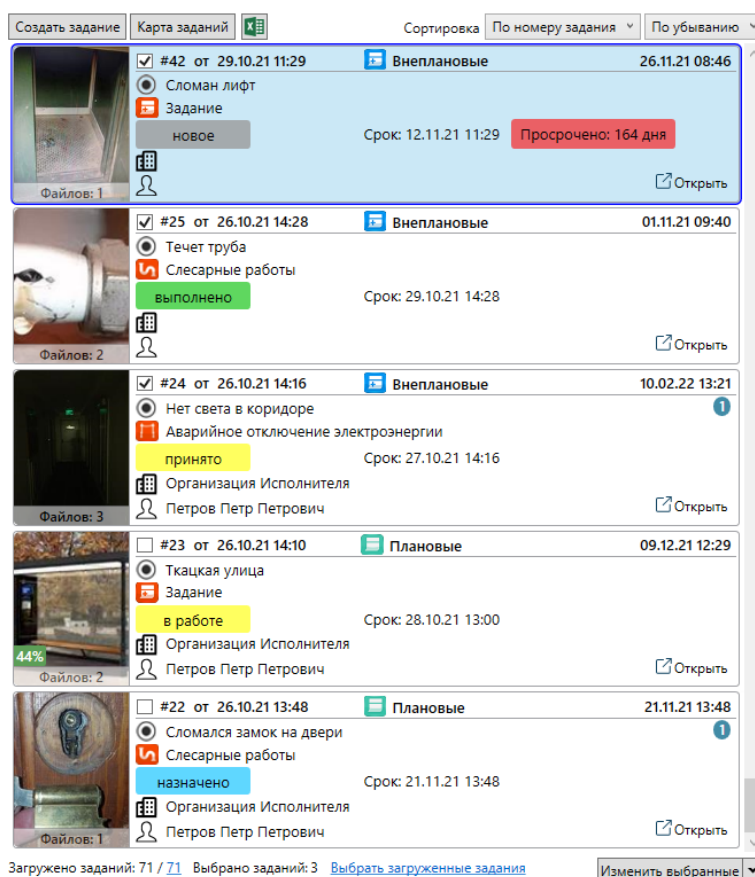 Создать задание Карта заданий Сортировка По номеру задания По убыванию
#42 от 29.10.21 11:29 Внеплановые 26.11.21 08:46
Сломан лифт
Задание
новое Срок: 12.11.21 11:29 Просрочено: 164 дня
Файлов: 1 Открыть
#25 от 26.10.21 14:28 Внеплановые 01.11.21 09:40
Течет труба
Слесарные работы
выполнено Срок: 29.10.21 14:28
Файлов: 2 Открыть
#24 от 26.10.21 14:16 Внеплановые 10.02.22 13:21
Нет света в коридоре 1
Аварийное отключение электроэнергии
принято Срок: 27.10.21 14:16
Организация Исполнителя
Файлов: 3 Петров Петр Петрович Открыть
#23 от 26.10.21 14:10 Плановые 09.12.21 12:29
Ткацкая улица
Задание
в работе Срок: 28.10.21 13:00
44% Организация Исполнителя
Файлов: 2 Петров Петр Петрович Открыть
#22 от 26.10.21 13:48 Плановые 21.11.21 13:48
Сломался замок на двери 1
Слесарные работы
назначено Срок: 21.11.21 13:48
Организация Исполнителя
Файлов: 1 Петров Петр Петрович Открыть
Загружено заданий: 71 / 71 Выбрано заданий: 3 Выбрать загруженные задания Изменить выбранные